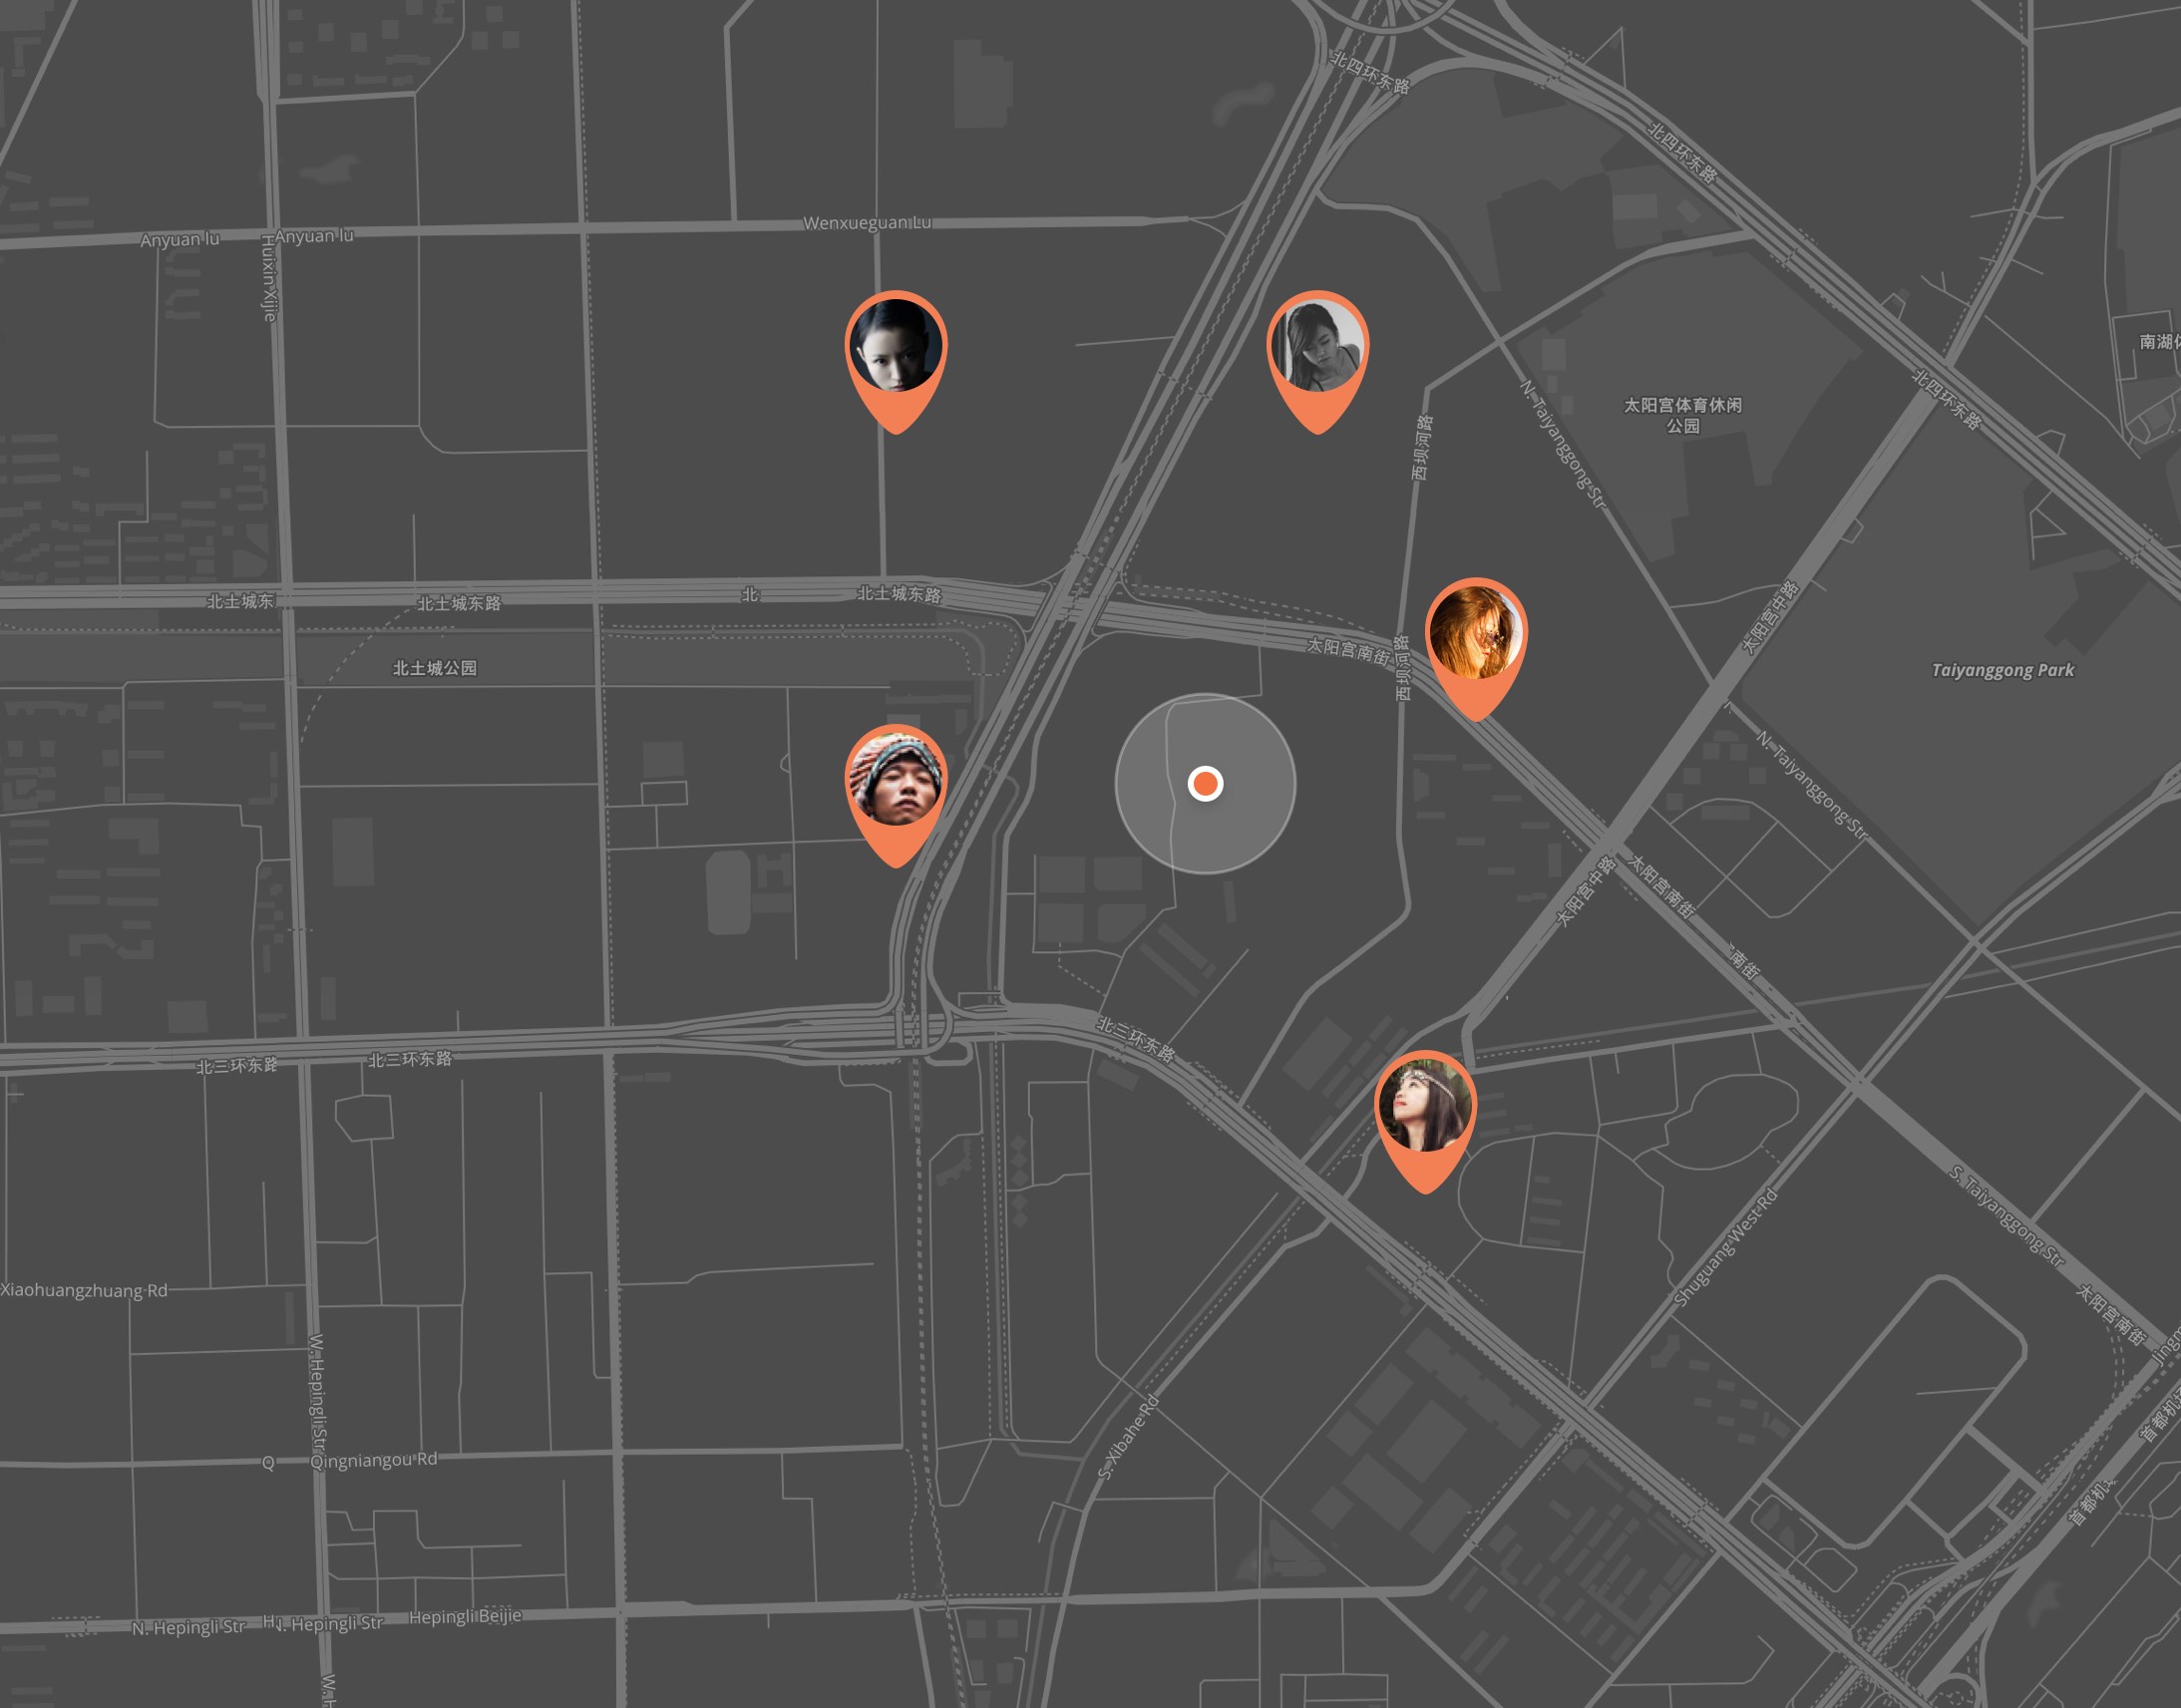 北四环东路
北四环东路
Wenxueguan Lu
Anyuan lu
Anyuan lu
Huixin Xijie
南湖
北四环东路
太阳宫体育休闲
公园
N. Taiyanggong Str
西坝河路
北土城东
北土城东路
北
北土城东路
太阳宫中路
太阳宫南街
西坝河路
北土城公园
Taiyanggong Park
N. Taiyanggong Str
太阳宫中路
太阳宫南街
南街
北三环东路
北三环东路
北三环东路
S. Taiyanggong Str
Shuguang West Rd
Xiaohuangzhuang Rd
太阳宫南街
Jingm
W. Hepingli Str
S. Xibahe Rd
首都机
Q
Qingniangou Rd
首都机
N. Hepingli Str
H
N. Hepingli Str
Hepingli Beijie
W. H